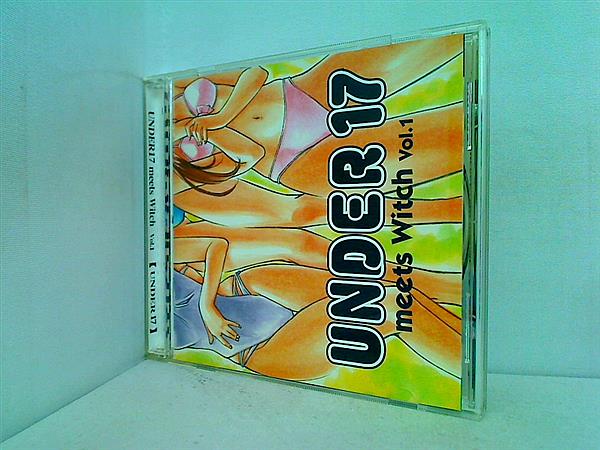 UNDER 17
meets Witch Vol.1
UNDER17 meets Witch Vol.1 【UNDER17】